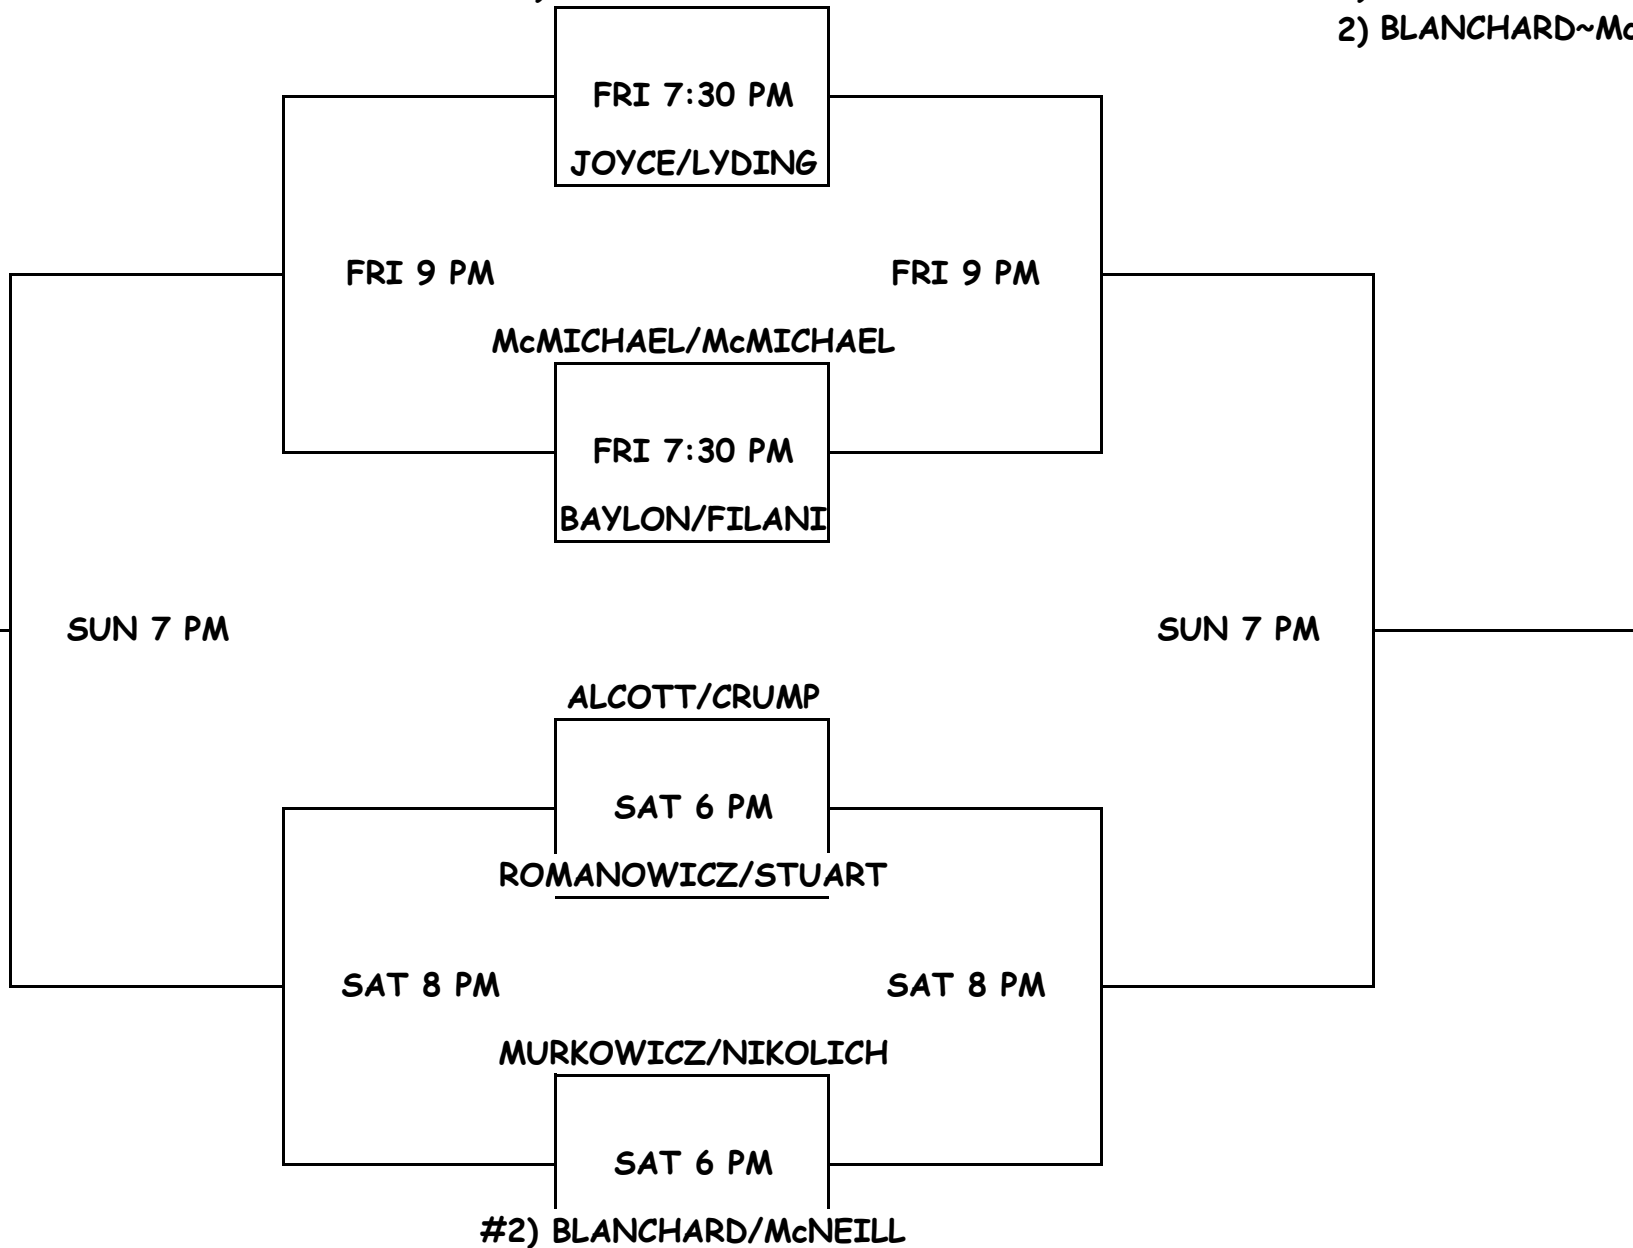 2) BLANCHARD~Mc
FRI 7:30 PM
JOYCE/LYDING
FRI 9 PM
FRI 9 PM
McMICHAEL/McMICHAEL
FRI 7:30 PM
BAYLON/FILANI
SUN 7 PM
SUN 7 PM
ALCOTT/CRUMP
SAT 6 PM
ROMANOWICZ/STUART
SAT 8 PM
SAT 8 PM
MURKOWICZ/NIKOLICH
SAT 6 PM
#2) BLANCHARD/McNEILL